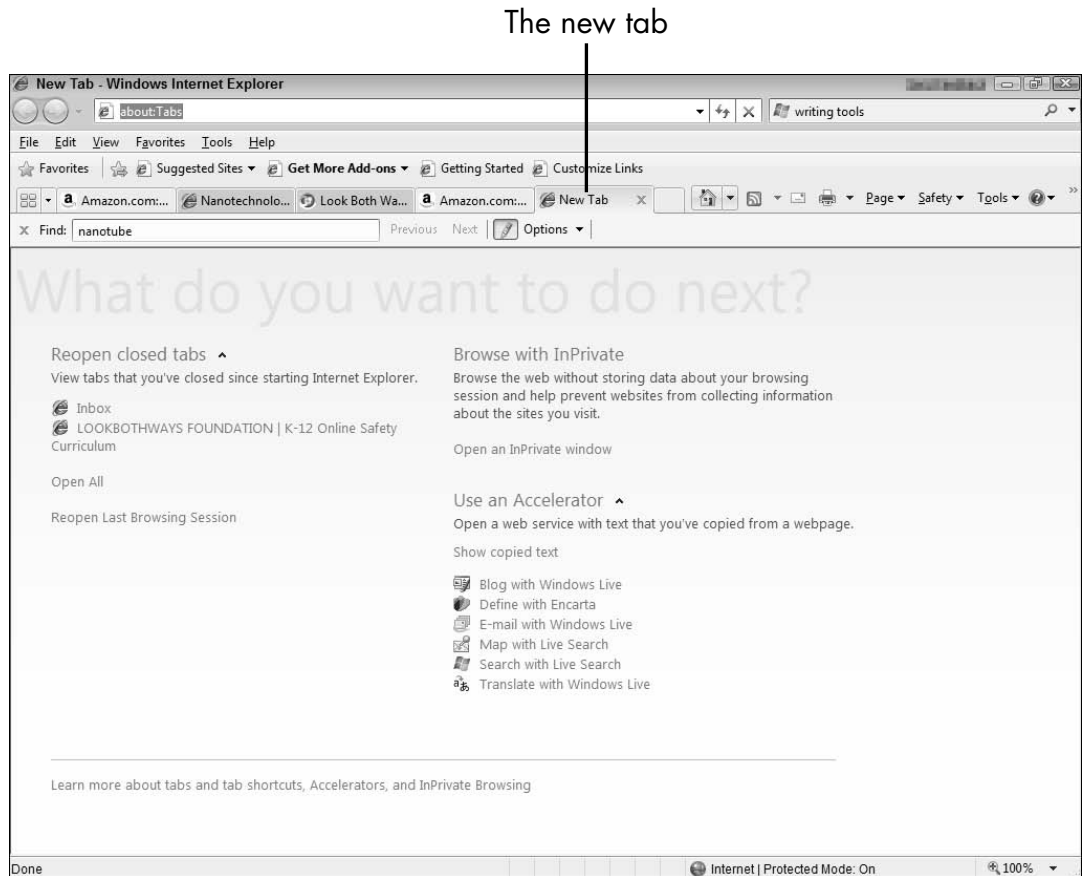 The new tab
New Tab - Windows Internet Explorer
about:Tabs
writing tools
File Edit View Favorites Tools Help
Favorites Suggested Sites Get More Add-ons Getting Started Customize Links
Amazon.com:... Nanotechnolo... Look Both Wa... Amazon.com:... New Tab x Page Safety Tools »
x Find: nanotube Previous Next Options
What do you want to do next?
Reopen closed tabs
View tabs that you've closed since starting Internet Explorer.
Inbox
LOOKBOTHWAYS FOUNDATION | K-12 Online Safety
Curriculum
Open All
Reopen Last Browsing Session
Browse with InPrivate
Browse the web without storing data about your browsing
session and help prevent websites from collecting information
about the sites you visit.
Open an InPrivate window
Use an Accelerator
Open a web service with text that you've copied from a webpage.
Show copied text
Blog with Windows Live
Define with Encarta
E-mail with Windows Live
Map with Live Search
Search with Live Search
Translate with Windows Live
Learn more about tabs and tab shortcuts, Accelerators, and InPrivate Browsing
Done Internet | Protected Mode: On 100%